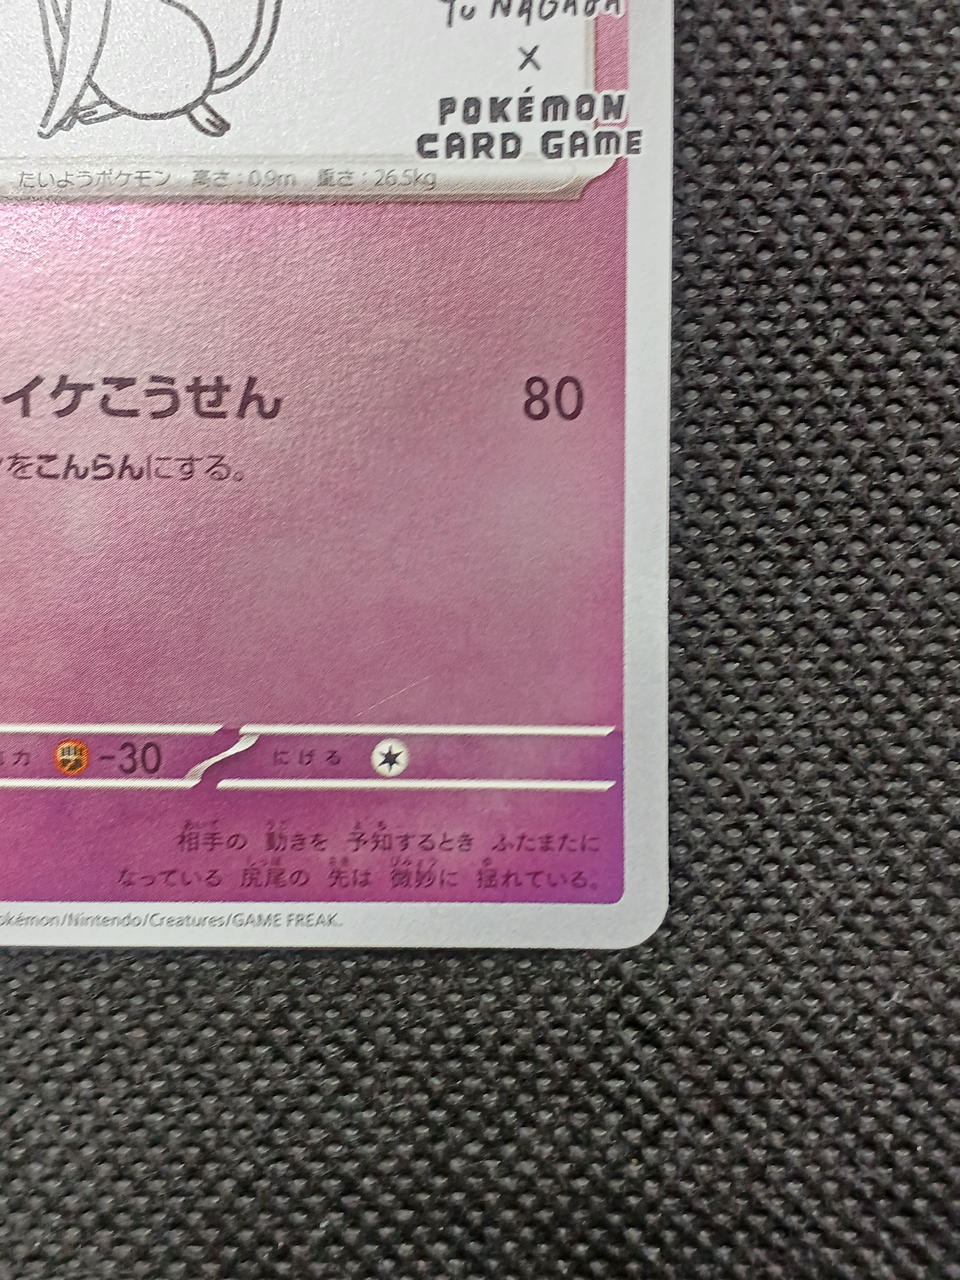 Yu NAGABA
×
POKÉMON
CARD GAME
たいようポケモン 高さ:0.9m 重さ:26.5kg
イケこうせん 80
をこんらんにする。
力 -30 にげる
相手の 動きを 予知するとき ふたまたに
なっている 尻尾の 先は 微妙に 揺れている。
okémon/Nintendo/Creatures/GAME FREAK.